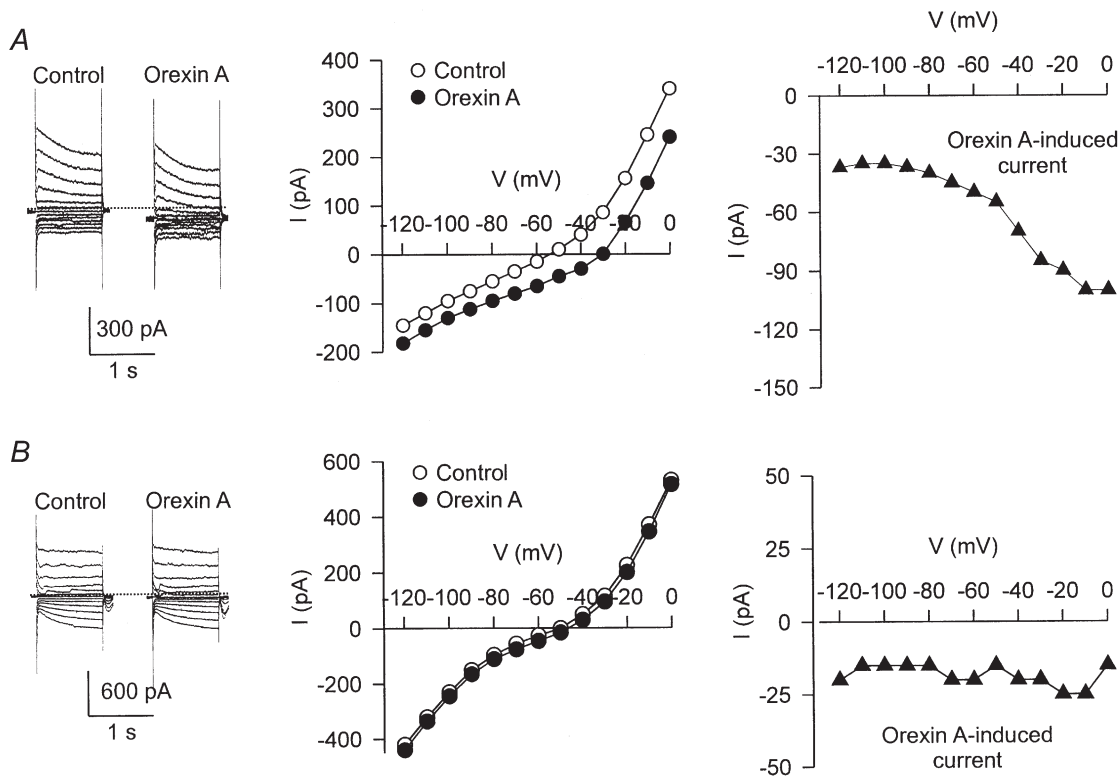 A
Control Orexin A
300 pA
1 s
400
300
200
100
0
-100
-200
I (pA)
Control
Orexin A
V (mV)
-120 -100 -80 -60 -40 -20 0
V (mV)
-120 -100 -80 -60 -40 -20 0
0
-30
-60
-90
-120
-150
I (pA)
Orexin A-induced
current
B
Control Orexin A
600 pA
1 s
600
400
200
0
-200
-400
I (pA)
Control
Orexin A
V (mV)
-120 -100 -80 -60 -40 -20 0
50
25
0
-25
-50
I (pA)
V (mV)
-120 -100 -80 -60 -40 -20 0
Orexin A-induced
current